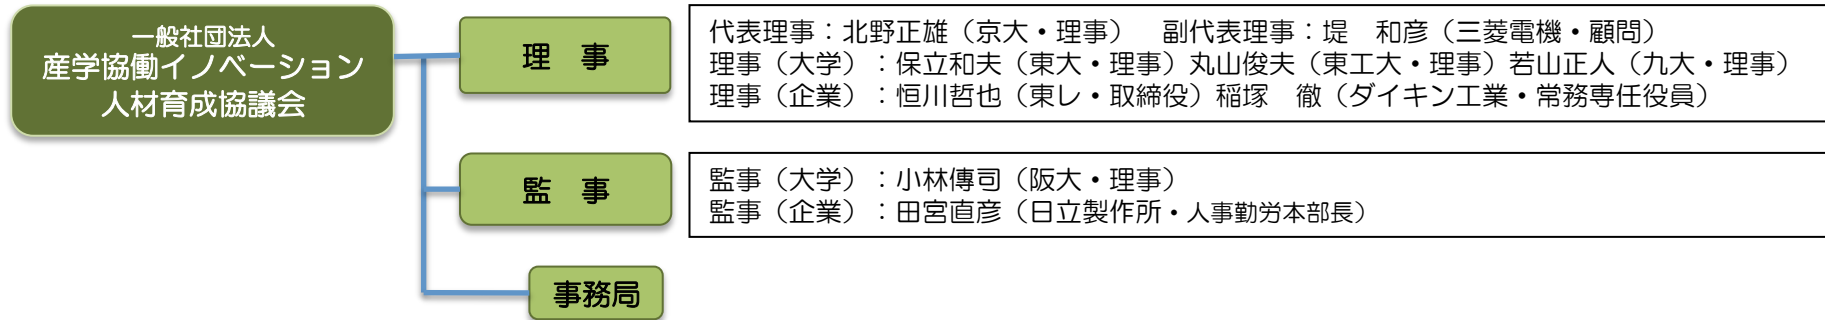 一般社団法人
産学協働イノベーション
人材育成協議会
理　事
代表理事：北野正雄（京大・理事）　副代表理事：堤　和彦（三菱電機・顧問）
理事（大学）：保立和夫（東大・理事）丸山俊夫（東工大・理事）若山正人（九大・理事）
理事（企業）：恒川哲也（東レ・取締役）稲塚　徹（ダイキン工業・常務専任役員）
監　事
監事（大学）：小林傳司（阪大・理事）
監事（企業）：田宮直彦（日立製作所・人事勤労本部長）
事務局